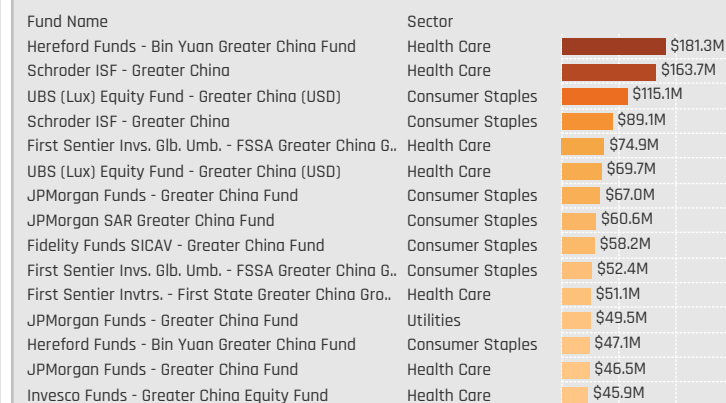 Fund Name Sector
Hereford Funds - Bin Yuan Greater China Fund Health Care $181.3M
Schroder ISF - Greater China Health Care $163.7M
UBS (Lux) Equity Fund - Greater China (USD) Consumer Staples $115.1M
Schroder ISF - Greater China Consumer Staples $89.1M
First Sentier Invs. Glb. Umb. - FSSA Greater China G.. Health Care $74.9M
UBS (Lux) Equity Fund - Greater China (USD) Health Care $69.7M
JPMorgan Funds - Greater China Fund Consumer Staples $67.0M
JPMorgan SAR Greater China Fund Consumer Staples $60.6M
Fidelity Funds SICAV - Greater China Fund Consumer Staples $58.2M
First Sentier Invs. Glb. Umb. - FSSA Greater China G.. Consumer Staples $52.4M
First Sentier Invtrs. - First State Greater China Gro.. Health Care $51.1M
JPMorgan Funds - Greater China Fund Utilities $49.5M
Hereford Funds - Bin Yuan Greater China Fund Consumer Staples $47.1M
JPMorgan Funds - Greater China Fund Health Care $46.5M
Invesco Funds - Greater China Equity Fund Health Care $45.9M